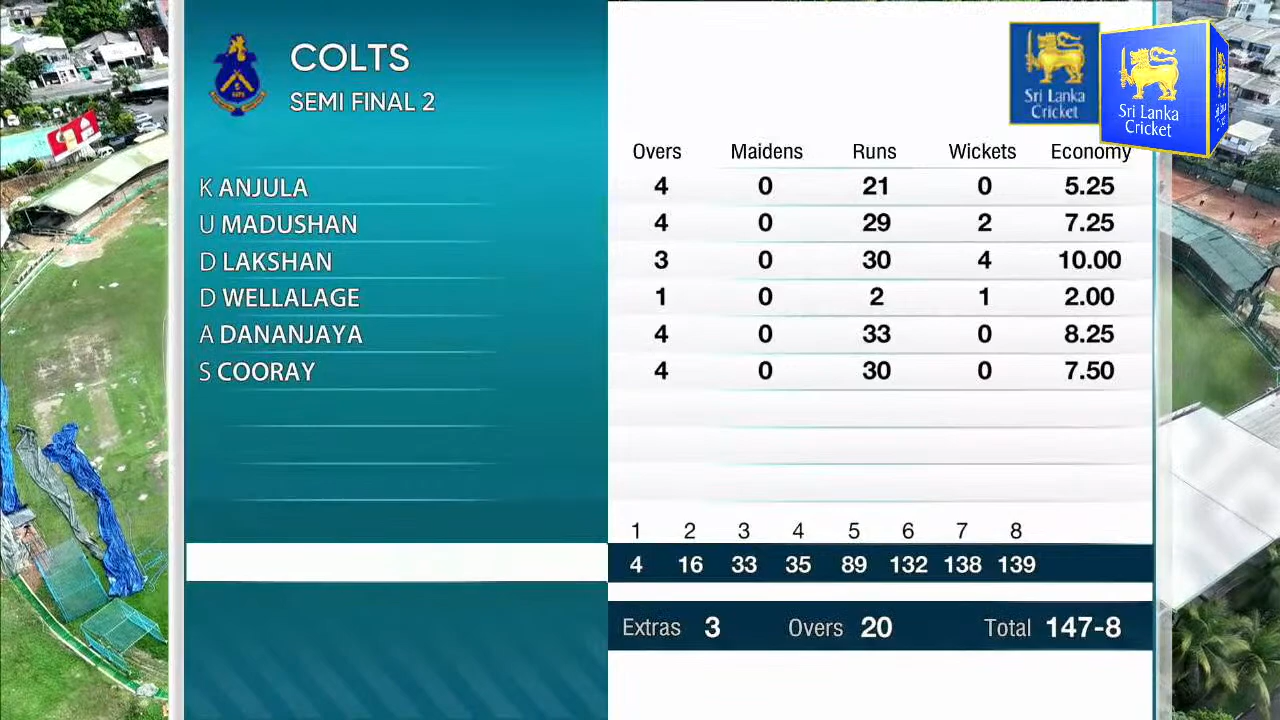 COLTS
SEMI FINAL 2
Sri Lanka
Cricket
Sri Lanka
Cricket
Overs Maidens Runs Wickets Economy
K ANJULA 4 0 21 0 5.25
U MADUSHAN 4 0 29 2 7.25
D LAKSHAN 3 0 30 4 10.00
D WELLALAGE 1 0 2 1 2.00
A DANANJAYA 4 0 33 0 8.25
S COORAY 4 0 30 0 7.50
1 2 3 4 5 6 7 8
4 16 33 35 89 132 138 139
Extras 3 Overs 20 Total 147-8